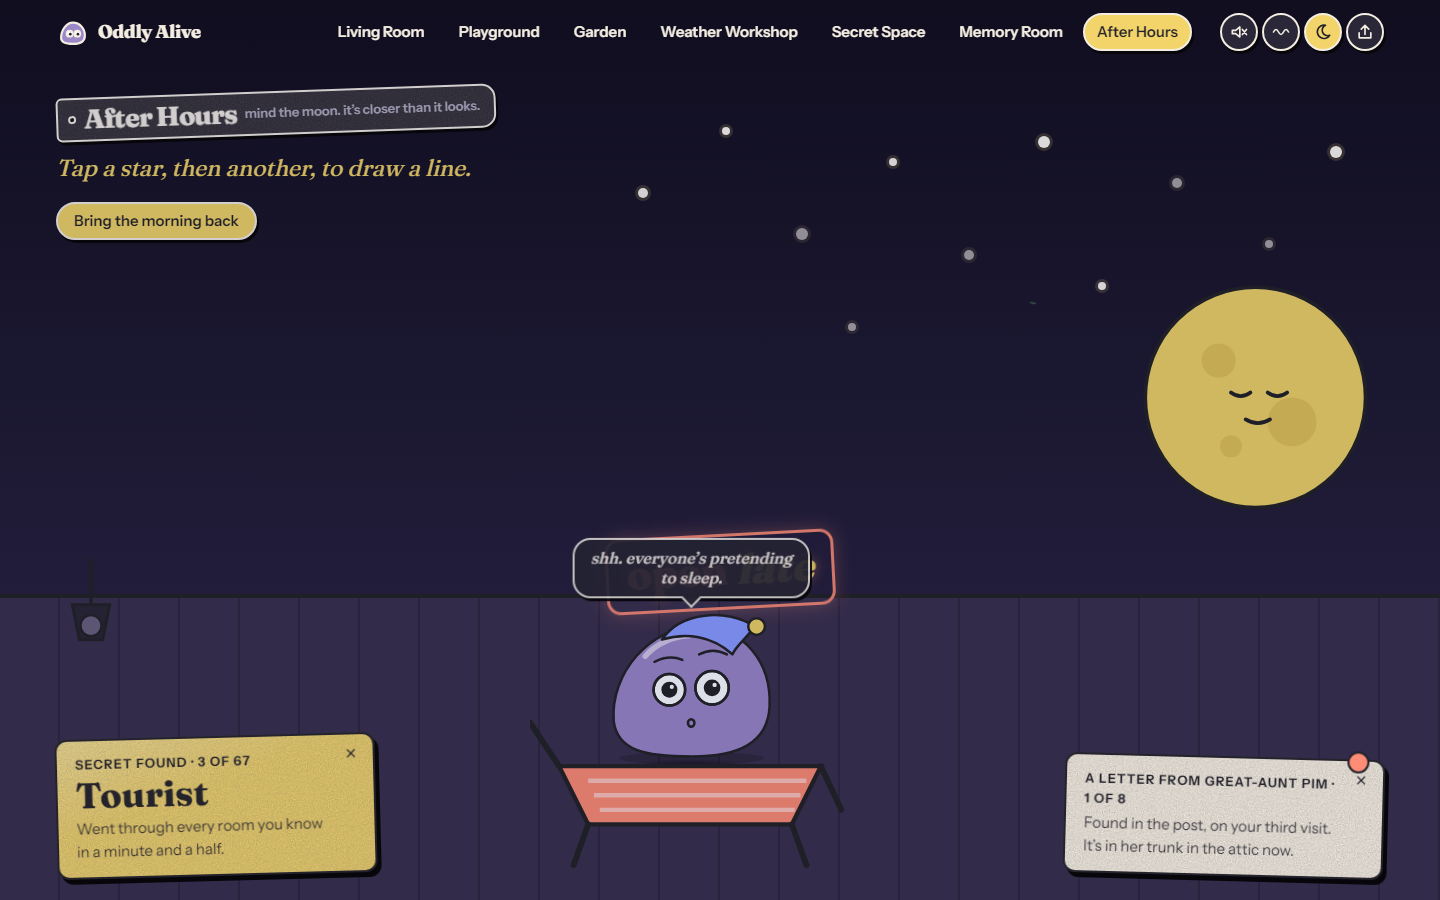 Oddly Alive
Living Room
Playground
Garden
Weather Workshop
Secret Space
Memory Room
After Hours
After Hours mind the moon. it's closer than it looks.
Tap a star, then another, to draw a line.
Bring the morning back
shh. everyone's pretending
to sleep.
late
SECRET FOUND · 3 OF 67
Tourist
Went through every room you know
in a minute and a half.
A LETTER FROM GREAT-AUNT PIM ·
1 OF 8
Found in the post, on your third visit.
It's in her trunk in the attic now.